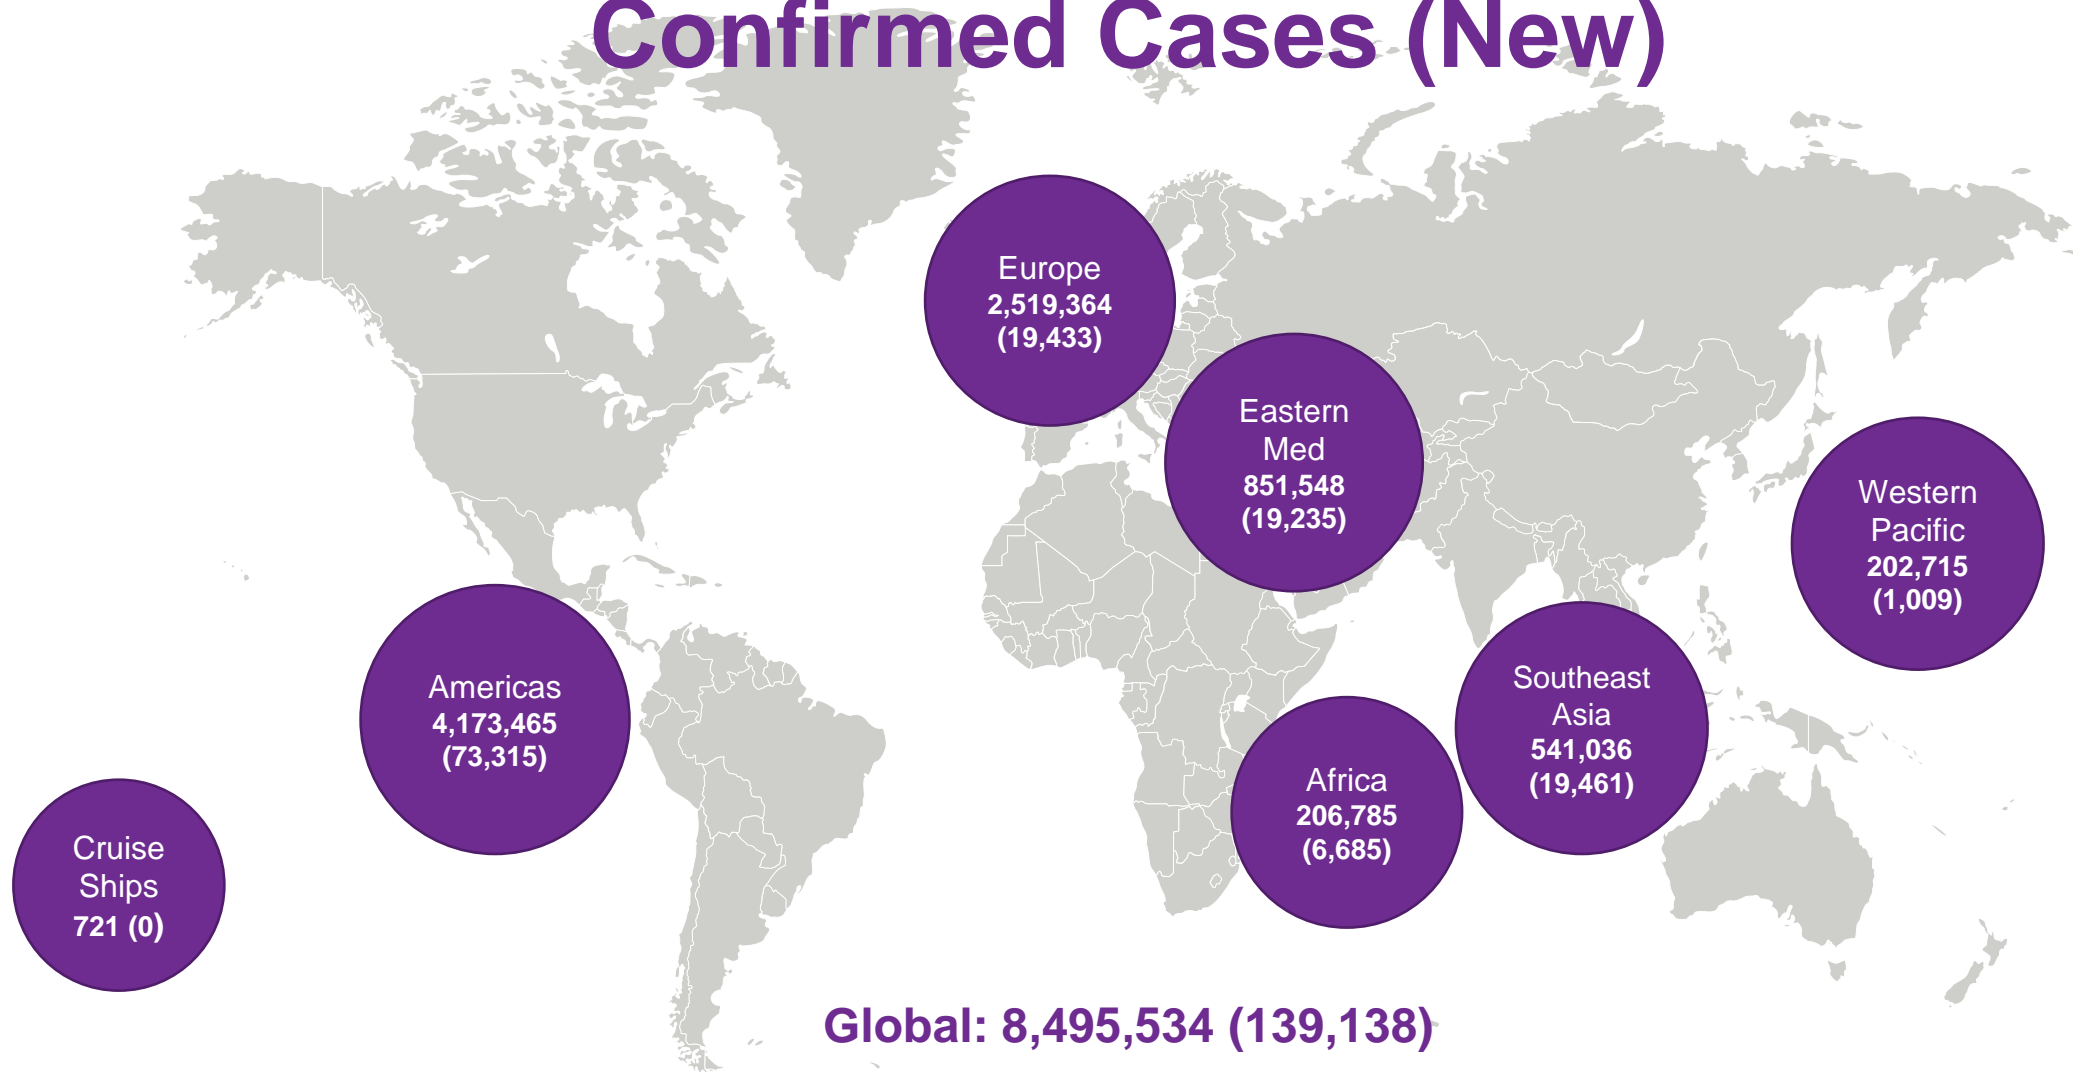 Confirmed Cases (New)
Europe
2,519,364
(19,433)
Eastern
Med
851,548
(19,235)
Western
Pacific
202,715
(1,009)
Americas
4,173,465
(73,315)
Southeast
Asia
541,036
(19,461)
Africa
206,785
(6,685)
Cruise
Ships
721 (0)
Global: 8,495,534 (139,138)